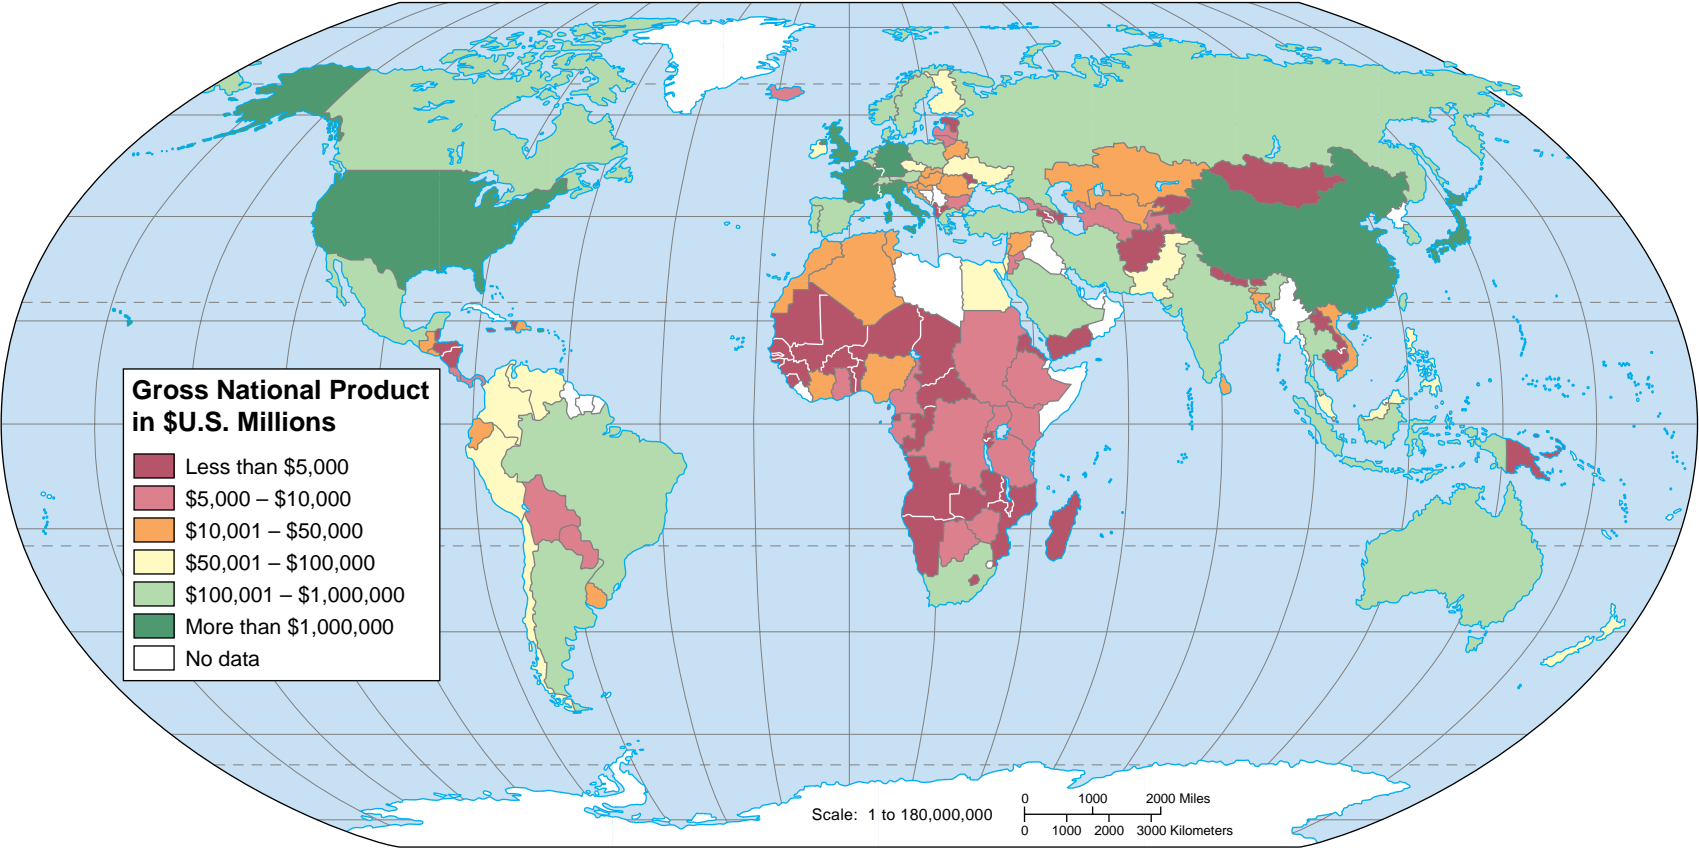 Gross National Product
in $U.S. Millions
Less than $5,000
$5,000 – $10,000
$10,001 – $50,000
$50,001 – $100,000
$100,001 – $1,000,000
More than $1,000,000
No data
Scale: 1 to 180,000,000
0 1000 2000 Miles
0 1000 2000 3000 Kilometers